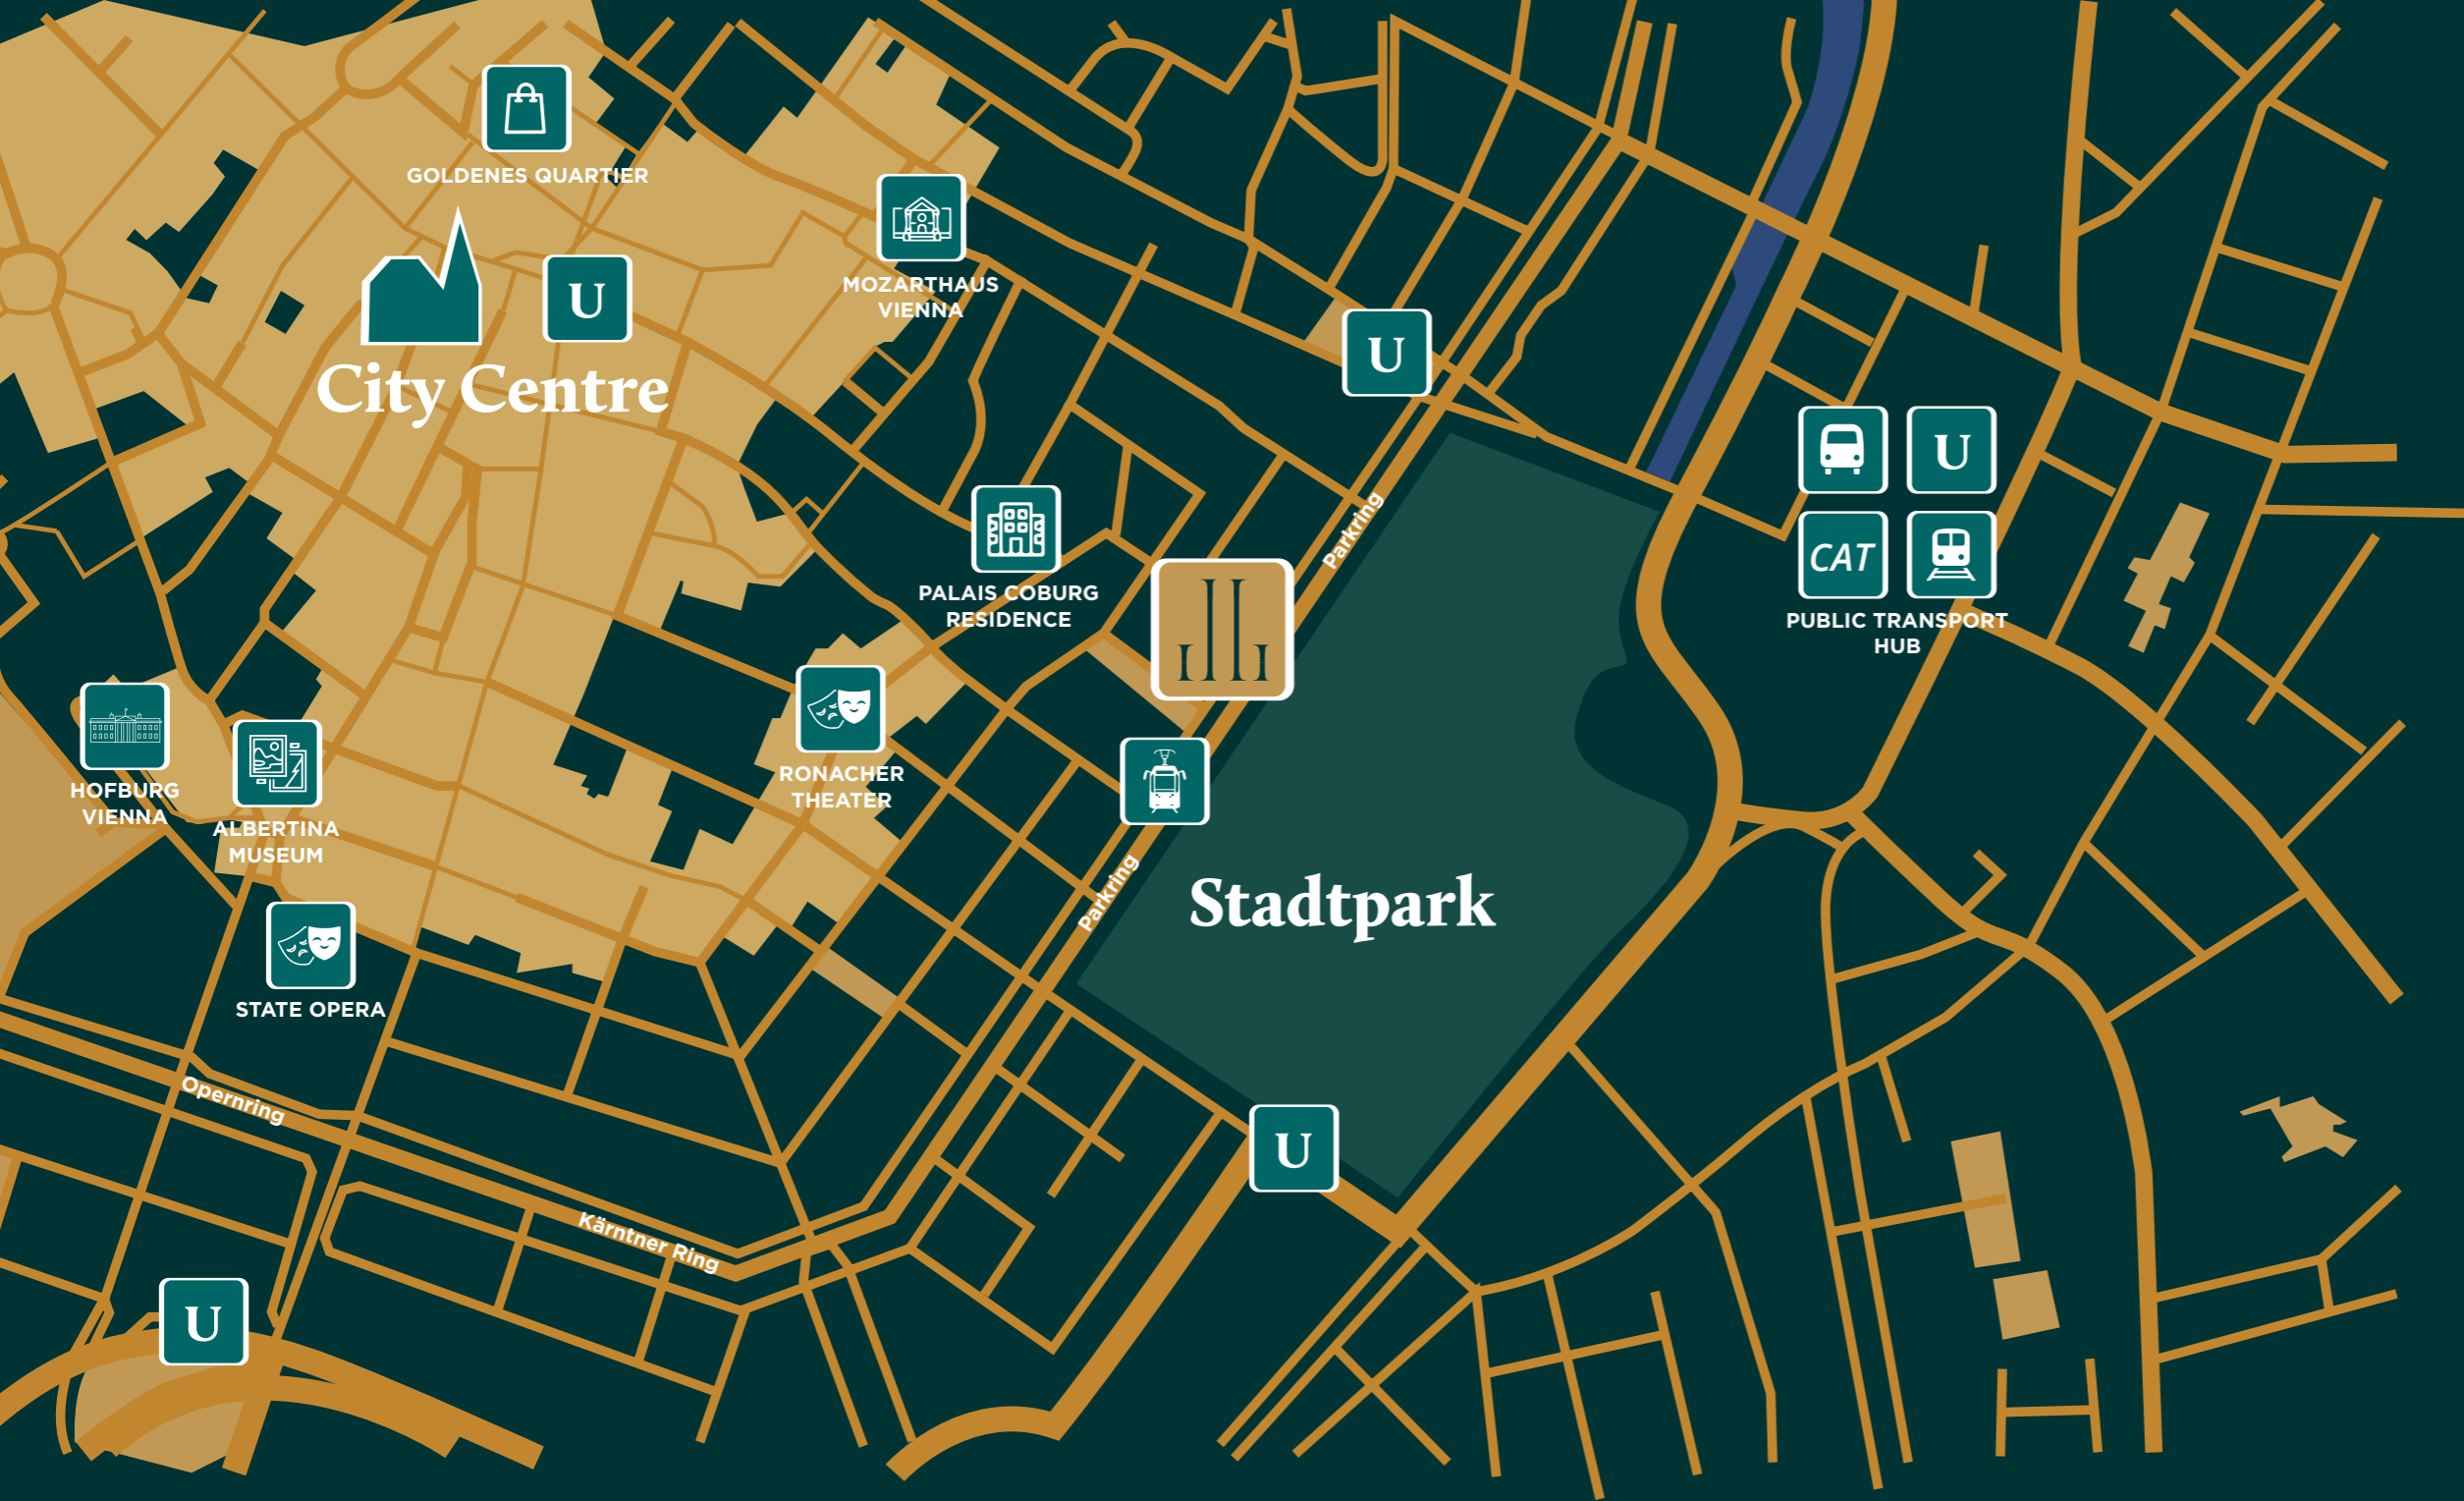 GOLDENES QUARTIER
MOZARTHAUS
VIENNA
U
City Centre
U
U
CAT
PUBLIC TRANSPORT
HUB
Parkring
PALAIS COBURG
RESIDENCE
RONACHER
THEATER
HOFBURG
VIENNA
ALBERTINA
MUSEUM
Parkring
Stadtpark
STATE OPERA
Opernring
U
Kärntner Ring
U